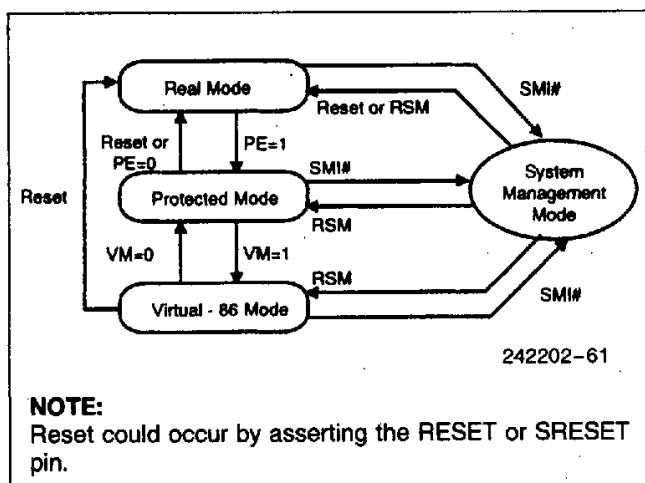 Real Mode
SMI#
Reset or RSM
Reset or
PE=0
PE=1
SMI#
System
Management
Mode
Reset
Protected Mode
RSM
VM=0
VM=1
RSM
Virtual - 86 Mode
SMI#
242202-61
NOTE:
Reset could occur by asserting the RESET or SRESET
pin.